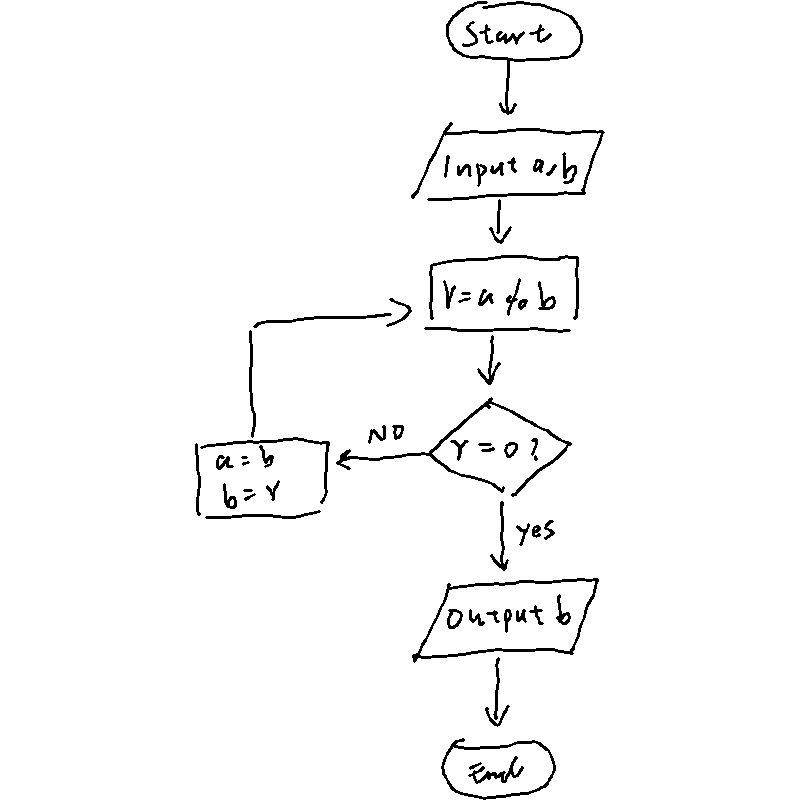 Start
Input a,b
r=a % b
r=0?
NO
a=b
b=r
yes
Output b
End